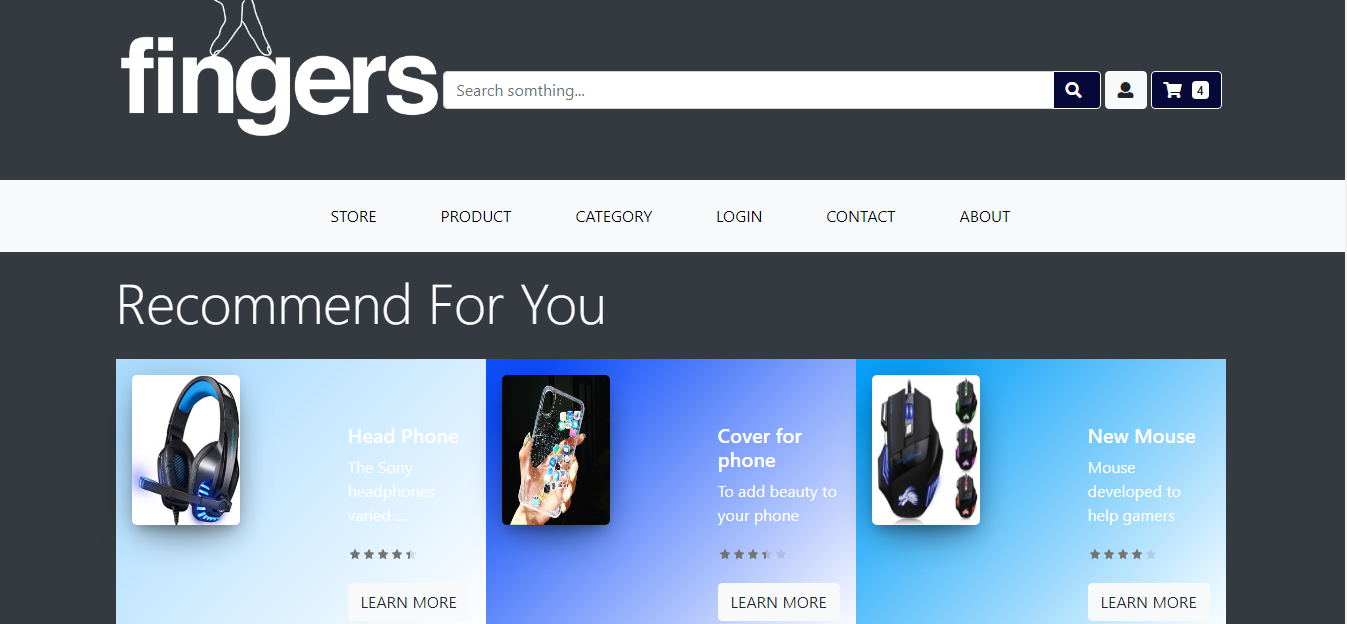 fingers
Search somthing...
4
STORE PRODUCT CATEGORY LOGIN CONTACT ABOUT
Recommend For You
Head Phone
The Sony
headphones
varied ....
LEARN MORE
Cover for
phone
To add beauty to
your phone
LEARN MORE
New Mouse
Mouse
developed to
help gamers
LEARN MORE